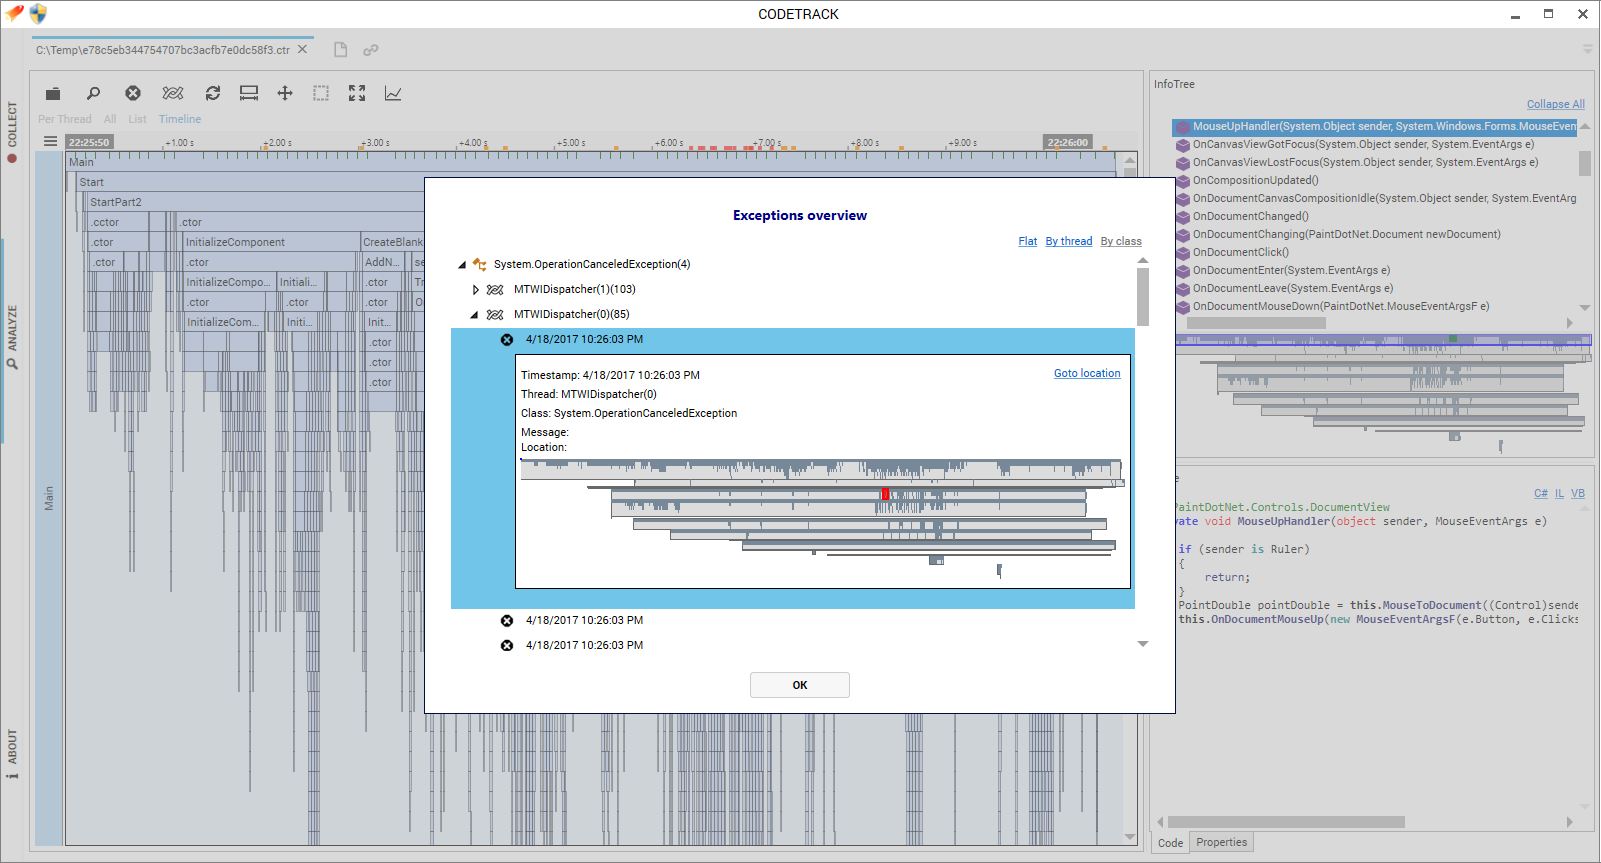 CODETRACK
C:\Temp\e78c5eb344754707bc3acfb7e0dc58f3.ctr
COLLECT
ANALYZE
ABOUT
Per Thread All List Timeline
22:25:50 +1.00 s +2.00 s +3.00 s +4.00 s +5.00 s +6.00 s +7.00 s +8.00 s +9.00 s 22:26:00
Main
Main
Start
StartPart2
.cctor .ctor
.ctor InitializeComponent CreateBlank
.ctor .ctor AddN... se
InitializeCompo... Initiali...
.ctor .ctor .ctor
InitializeCom... Initi... Init...
.ctor
.ctor
.ctor
Exceptions overview
Flat By thread By class
System.OperationCanceledException(4)
MTWIDispatcher(1)(103)
MTWIDispatcher(0)(85)
4/18/2017 10:26:03 PM
Timestamp: 4/18/2017 10:26:03 PM
Goto location
Thread: MTWIDispatcher(0)
Class: System.OperationCanceledException
Message:
Location:
4/18/2017 10:26:03 PM
4/18/2017 10:26:03 PM
OK
InfoTree
Collapse All
MouseUpHandler(System.Object sender, System.Windows.Forms.MouseEven
OnCanvasViewGotFocus(System.Object sender, System.EventArgs e)
OnCanvasViewLostFocus(System.Object sender, System.EventArgs e)
OnCompositionUpdated()
OnDocumentCanvasCompositionIdle(System.Object sender, System.EventArg
OnDocumentChanged()
OnDocumentChanging(PaintDotNet.Document newDocument)
OnDocumentClick()
OnDocumentEnter(System.EventArgs e)
OnDocumentLeave(System.EventArgs e)
OnDocumentMouseDown(PaintDotNet.MouseEventArgsF e)
C# IL VB
PaintDotNet.Controls.DocumentView
vate void MouseUpHandler(object sender, MouseEventArgs e)
if (sender is Ruler)
{
return;
}
PointDouble pointDouble = this.MouseToDocument((Control)sende
this.OnDocumentMouseUp(new MouseEventArgsF(e.Button, e.Clicks
Code Properties